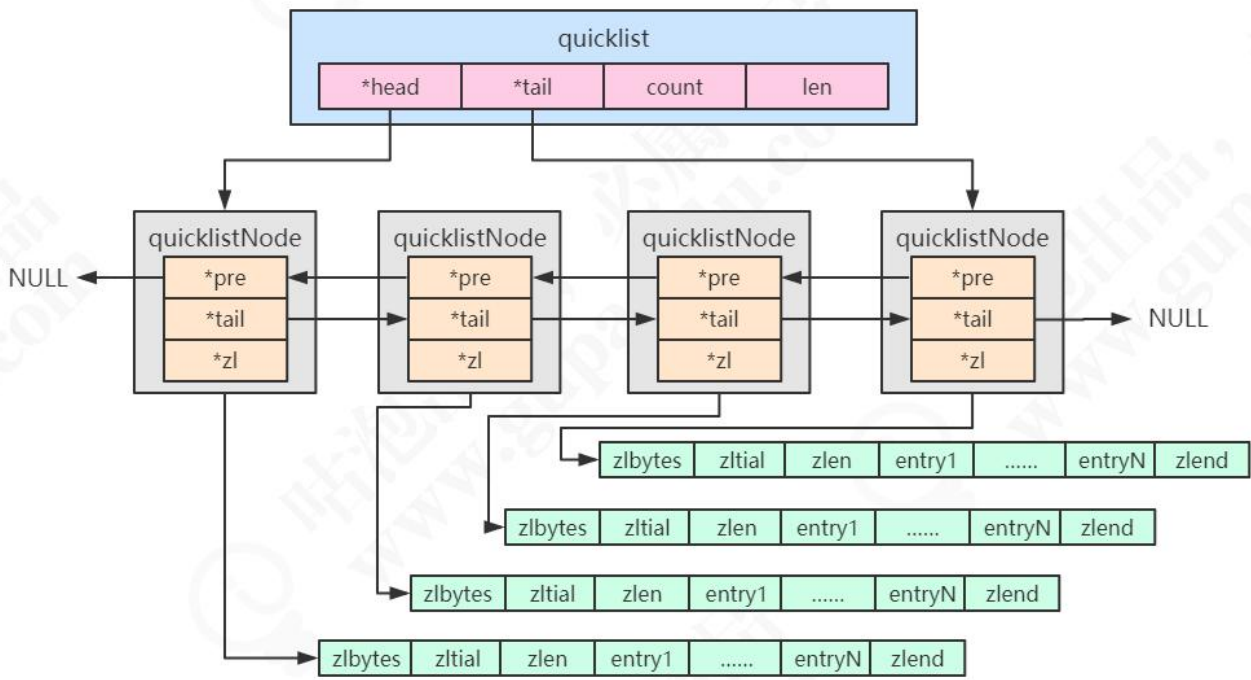 quicklist
*head *tail count len
quicklistNode quicklistNode quicklistNode quicklistNode
NULL *pre *pre *pre *pre
*tail *tail *tail *tail NULL
*zl *zl *zl *zl
zlbytes zltial zlen entry1 ...... entryN zlend
zlbytes zltial zlen entry1 ...... entryN zlend
zlbytes zltial zlen entry1 ...... entryN zlend
zlbytes zltial zlen entry1 ...... entryN zlend